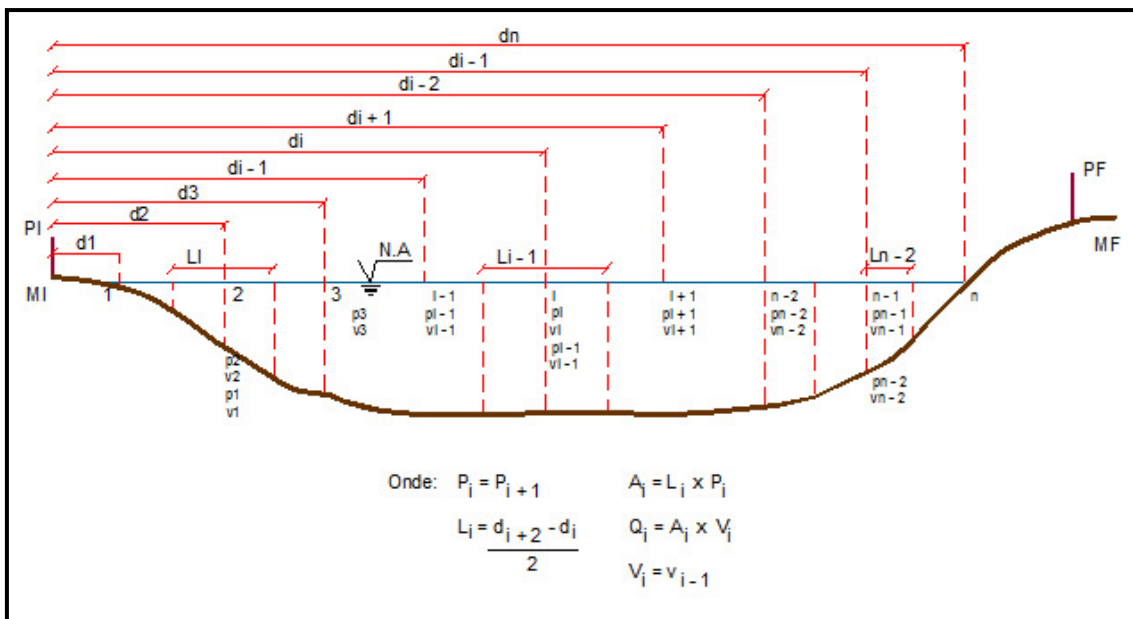 dn
di - 1
di - 2
di + 1
di
di - 1
d3
d2
d1
PI
PF
MI
MF
LI
N.A
Li - 1
Ln - 2
1
2
3
I - 1
I
I + 1
n - 2
n - 1
n
p3
pI - 1
pI
pI + 1
pn - 2
pn - 1
v3
vI - 1
vI
vI + 1
vn - 2
vn - 1
p2
v2
p1
v1
pI - 1
vI - 1
pn - 2
vn - 2
Onde: Pi = Pi + 1
Ai = Li x Pi
Li = di + 2 - di
2
Qi = Ai x Vi
Vi = vi - 1